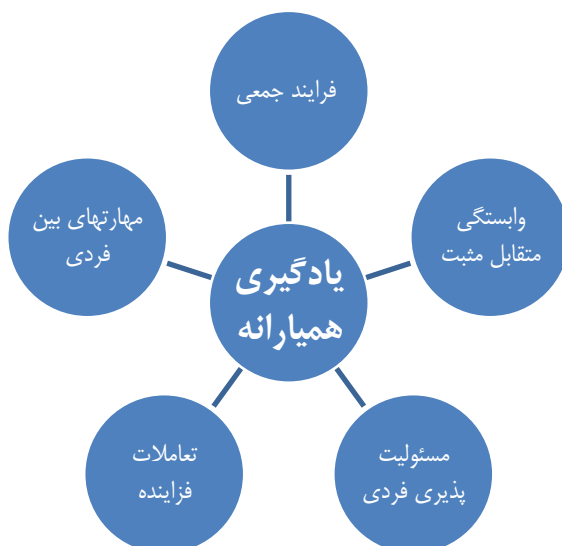 فرایند جمعی
وابستگی
متقابل مثبت
مسئولیت
پذیری فردی
تعاملات
فزاینده
مهارتهای بین
فردی
یادگیری
همیارانه